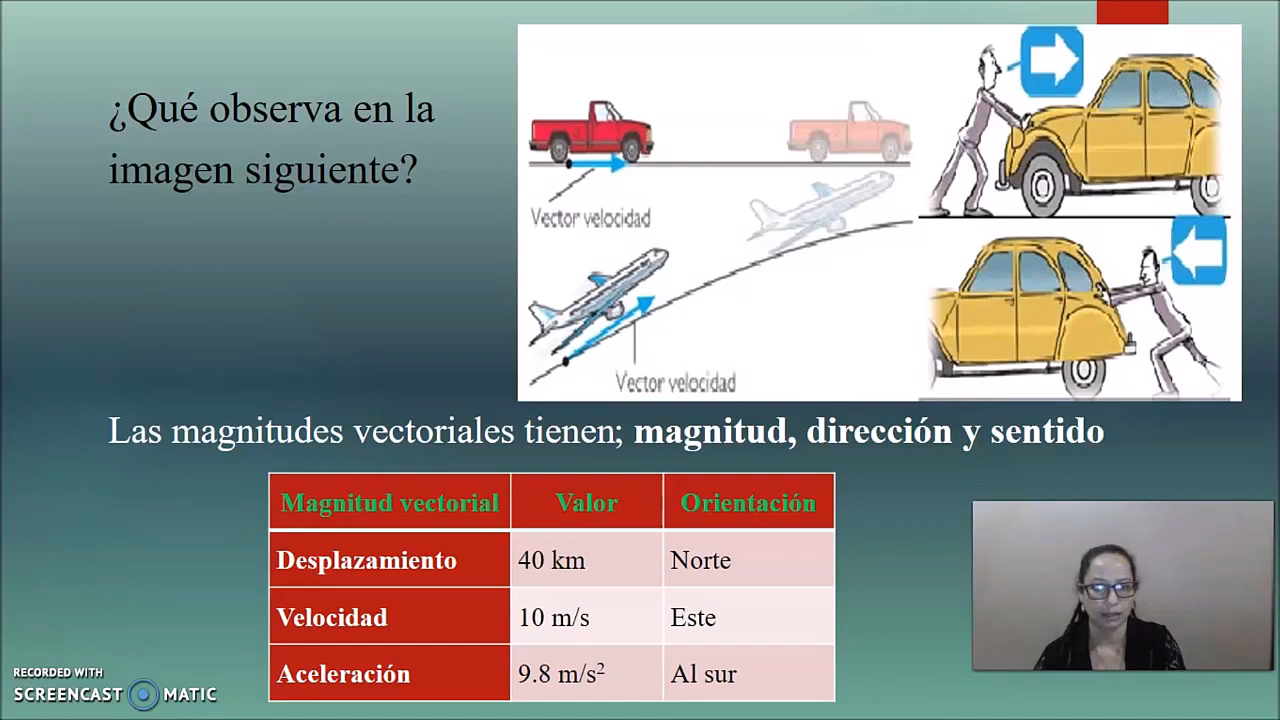 ¿Qué observa en la
imagen siguiente?
Vector velocidad
Vector velocidad
Las magnitudes vectoriales tienen; magnitud, dirección y sentido
Magnitud vectorial Valor Orientación
Desplazamiento 40 km Norte
Velocidad 10 m/s Este
Aceleración 9.8 m/s² Al sur
RECORDED WITH
SCREENCAST MATIC